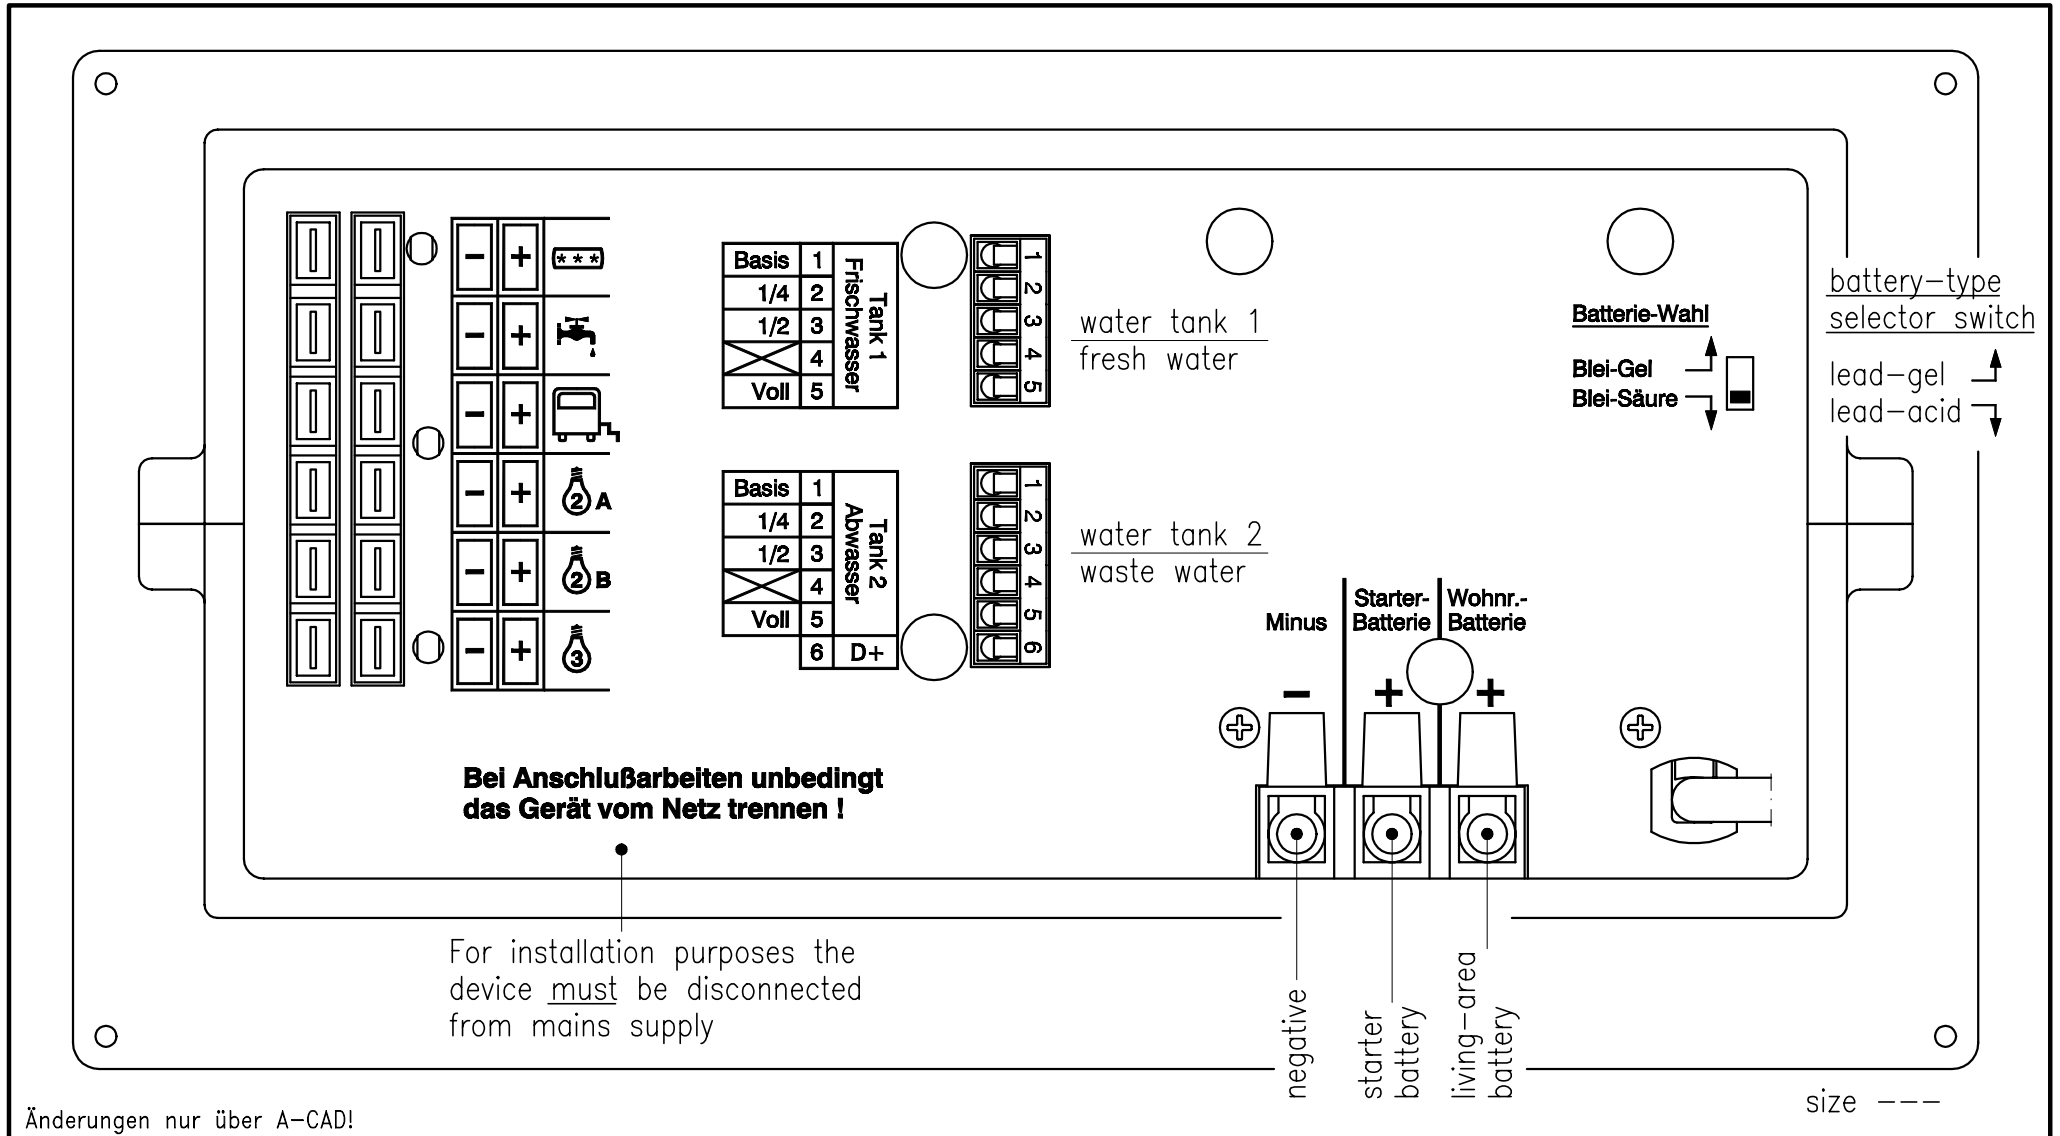 − + ***
− +
− +
− + 2 A
− + 2 B
− + 3
Basis 1
1/4 2
1/2 3
4
Voll 5
Tank 1
Frischwasser
1
2
3
4
5
water tank 1
fresh water
Basis 1
1/4 2
1/2 3
4
Voll 5
6 D+
Tank 2
Abwasser
1
2
3
4
5
6
water tank 2
waste water
Batterie-Wahl
Blei-Gel
Blei-Säure
battery-type
selector switch
lead-gel
lead-acid
Minus
Starter-
Batterie
Wohnr.-
Batterie
− + +
Bei Anschlußarbeiten unbedingt
das Gerät vom Netz trennen !
For installation purposes the
device must be disconnected
from mains supply
negative
starter
battery
living-area
battery
size ---
Änderungen nur über A-CAD!